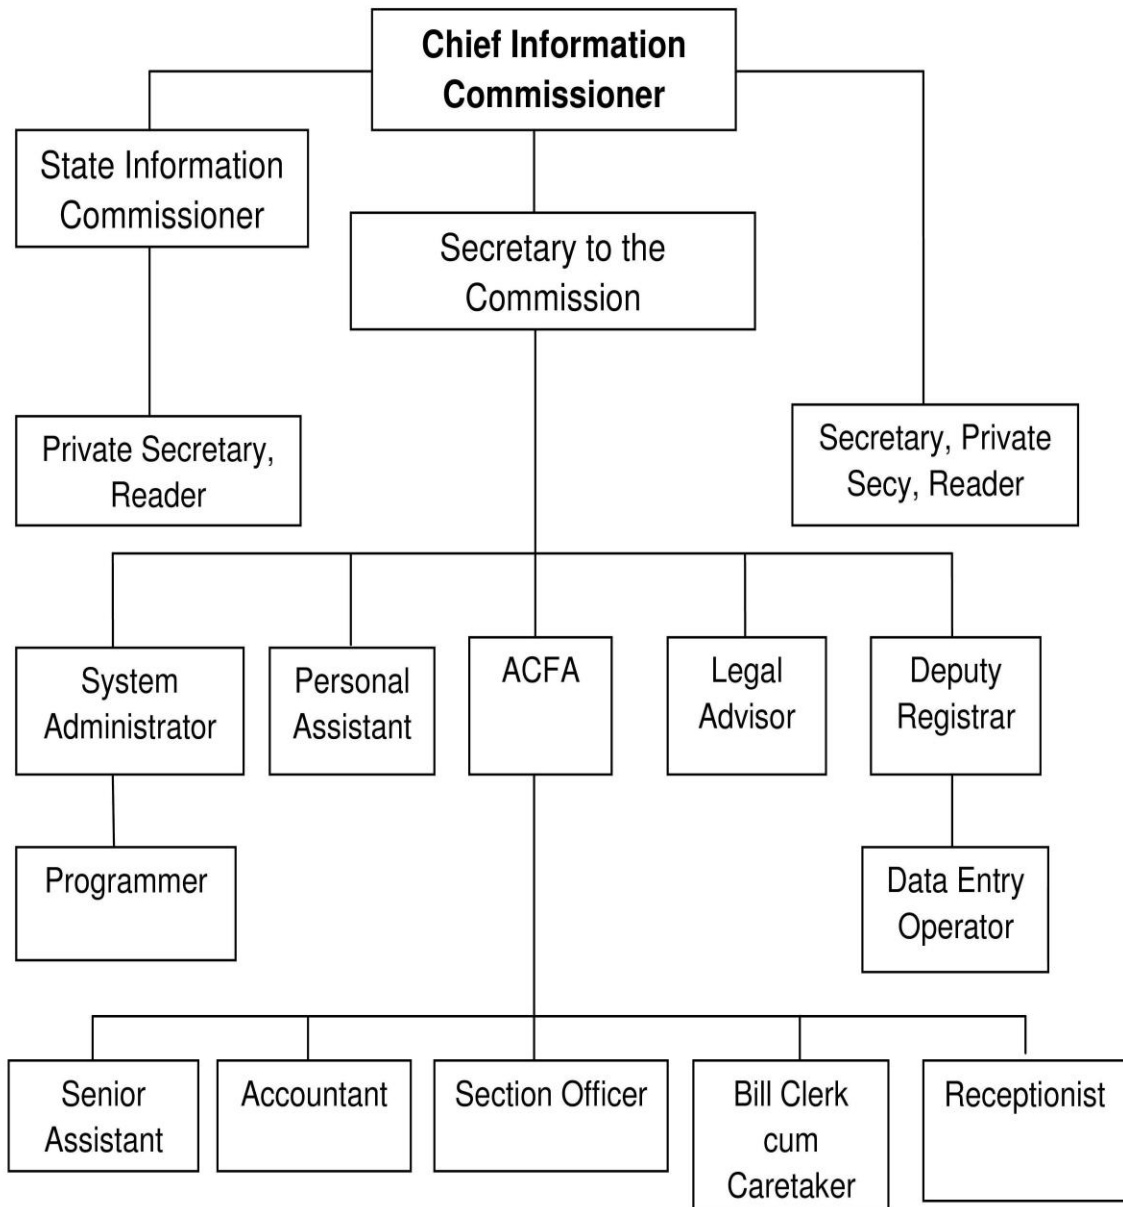 Chief Information
Commissioner
State Information
Commissioner
Secretary to the
Commission
Private Secretary,
Reader
Secretary, Private
Secy, Reader
System
Administrator
Personal
Assistant
ACFA
Legal
Advisor
Deputy
Registrar
Programmer
Data Entry
Operator
Senior
Assistant
Accountant
Section Officer
Bill Clerk
cum
Caretaker
Receptionist